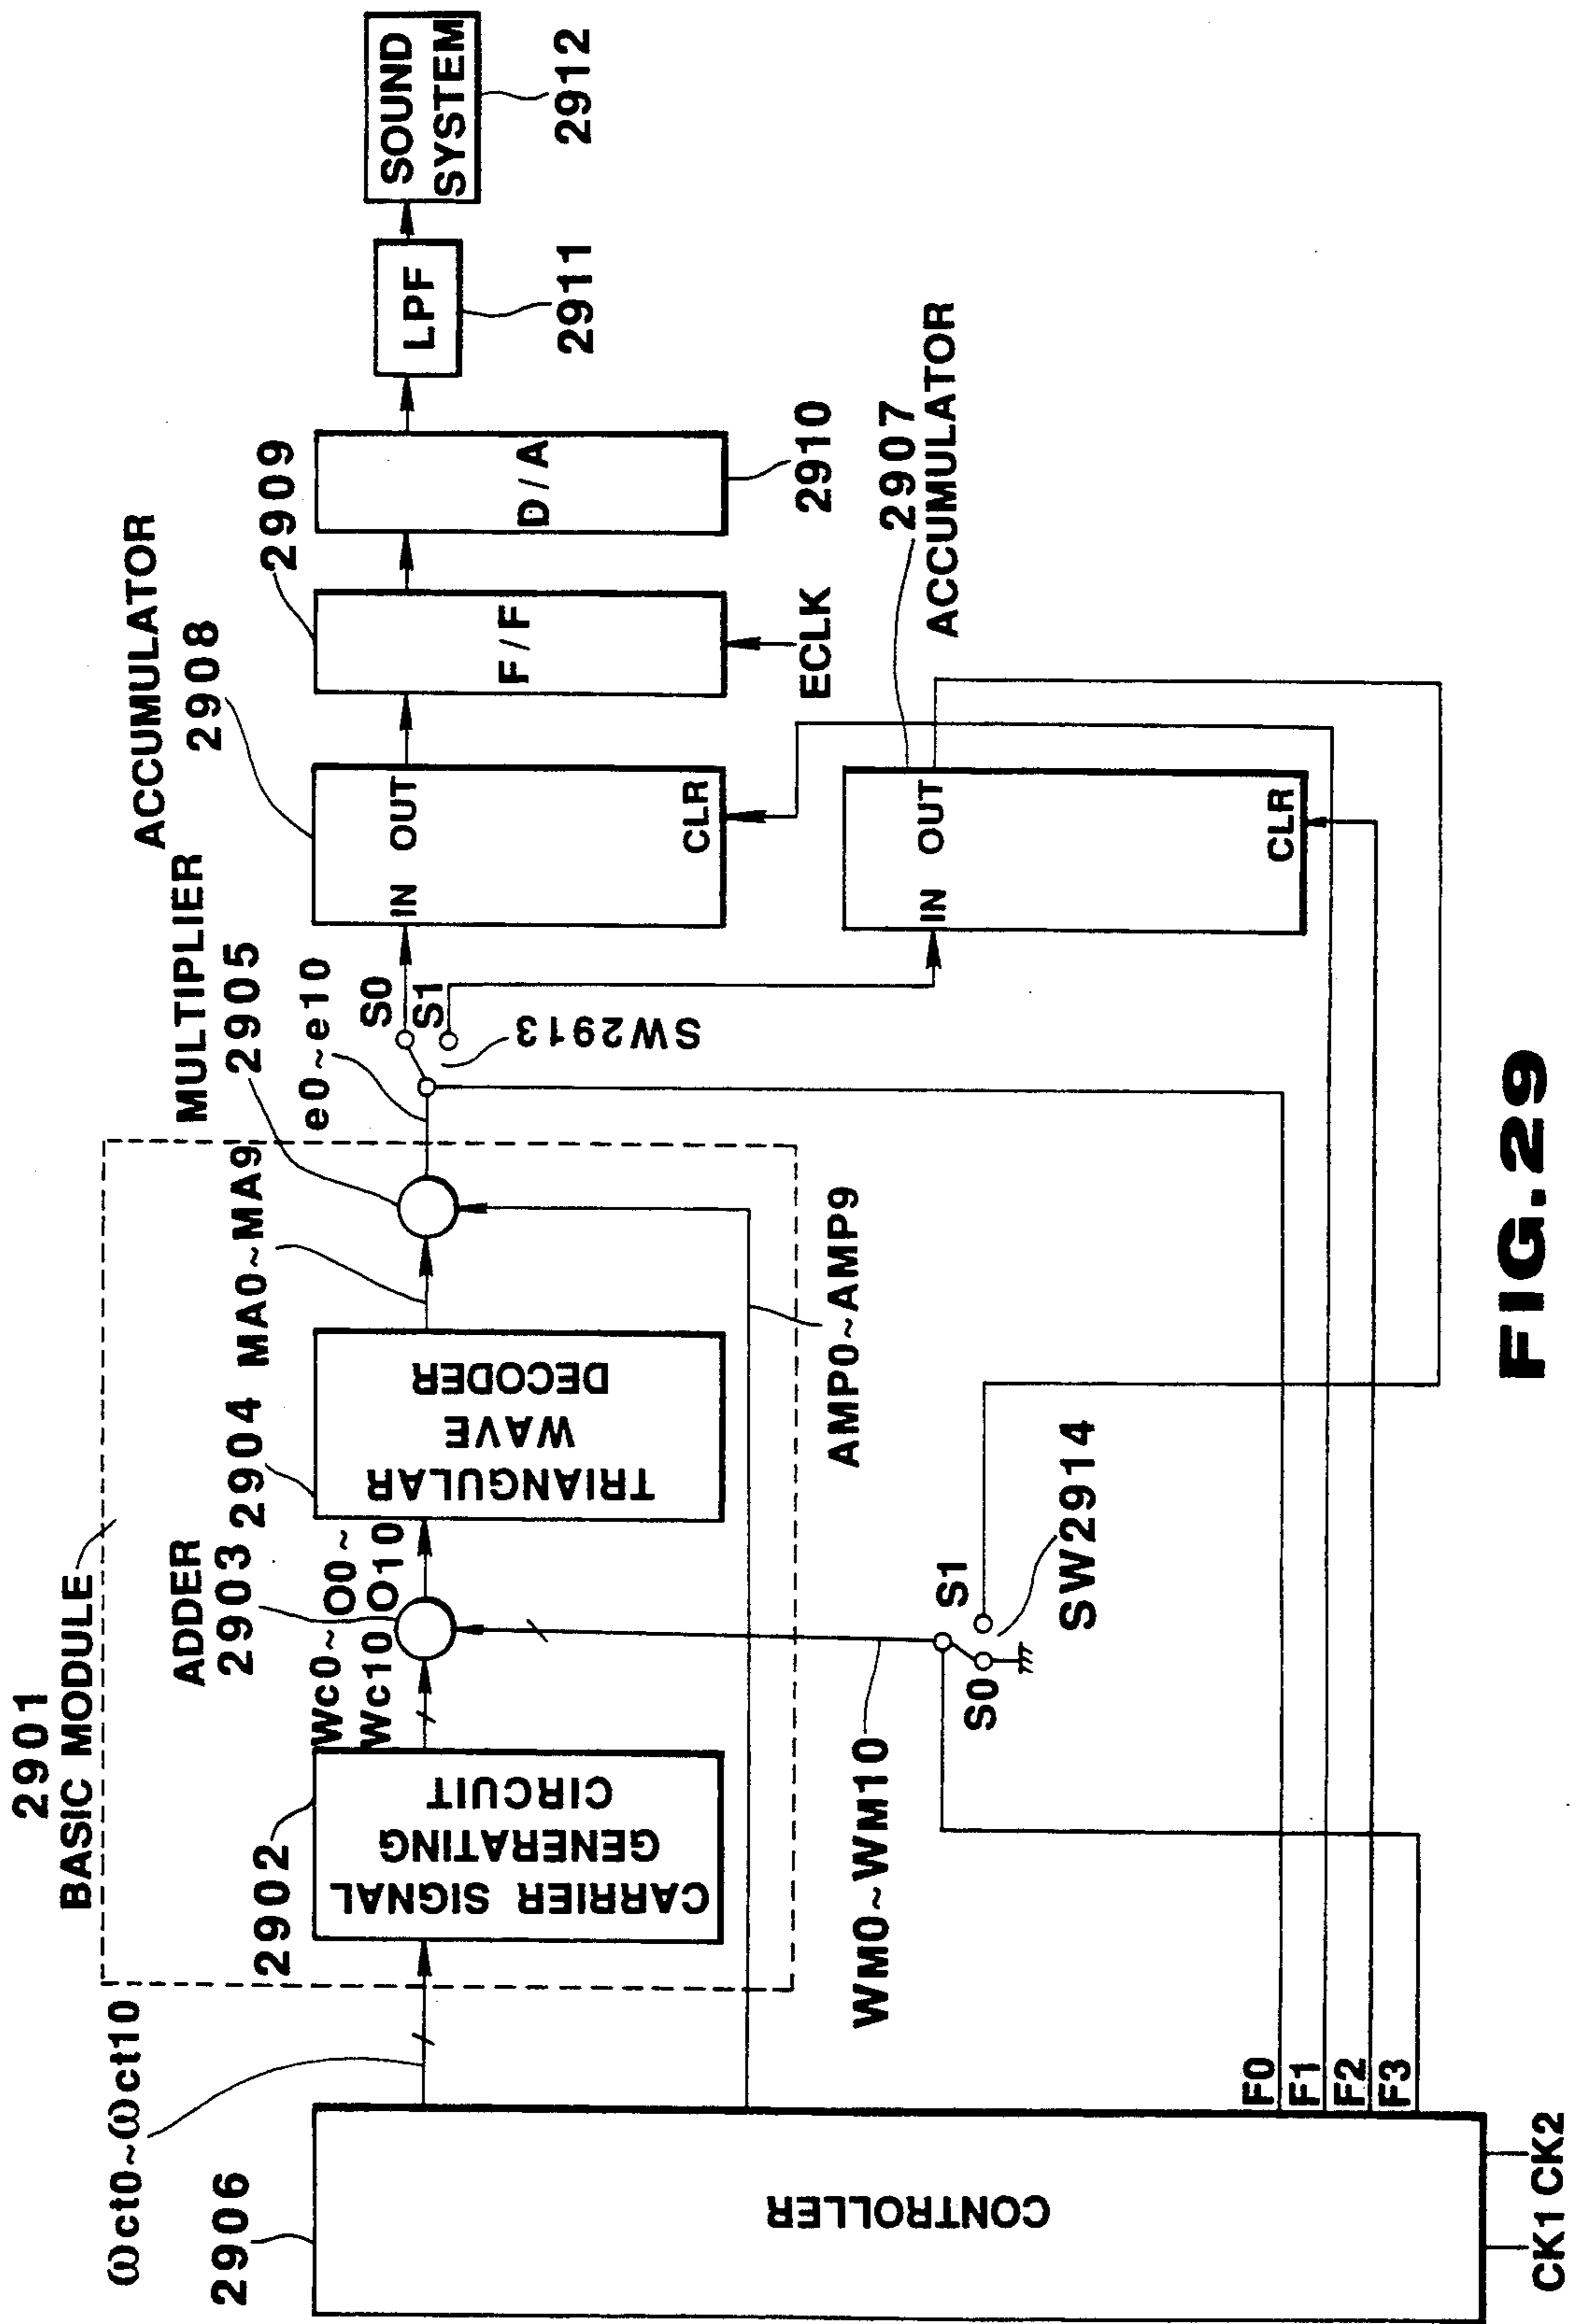 2901
BASIC MODULE
ωct0~ωct10
2906
CONTROLLER
CK1
CK2
F0
F1
F2
F3
2902
CARRIER SIGNAL
GENERATING
CIRCUIT
Wc0~
Wc10
ADDER
2903
O0~
O10
2904
TRIANGULAR
WAVE
DECODER
MA0~MA9
MULTIPLIER
2905
e0~e10
AMP0~AMP9
WM0~WM10
S0
S1
SW2914
S0
S1
SW2913
ACCUMULATOR
2908
IN OUT
CLR
2907
ACCUMULATOR
IN OUT
CLR
2909
F/F
ECLK
D/A
2910
LPF
2911
SOUND
SYSTEM
2912
FIG.29